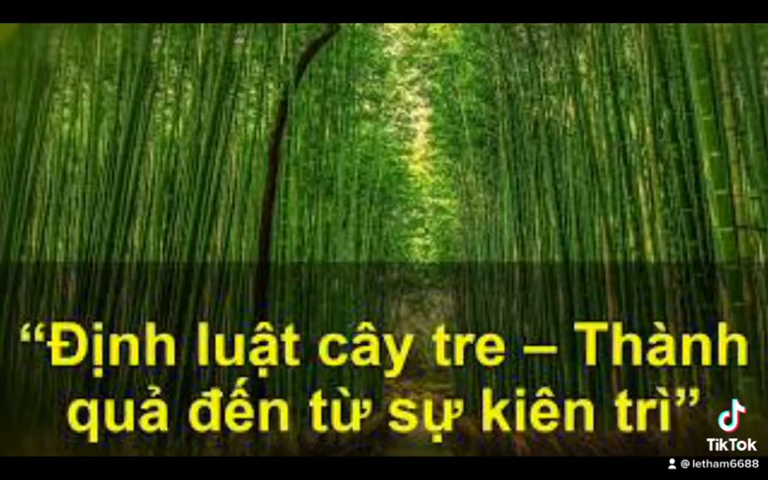 “Định luật cây tre – Thành
quả đến từ sự kiên trì”
TikTok
@letham6688